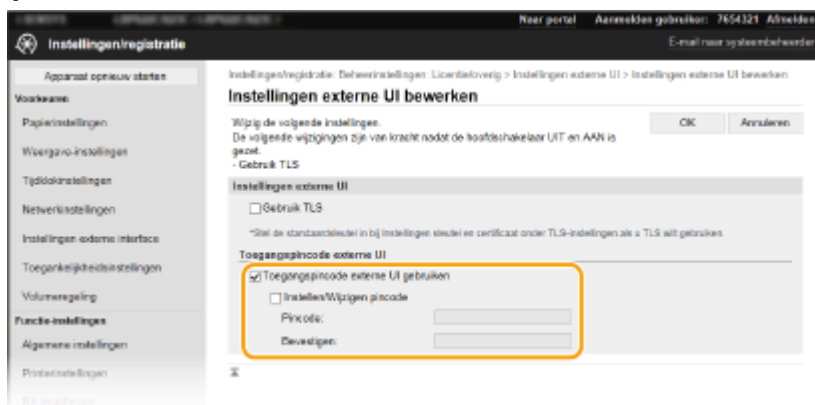 Naar portal Aanmelden gebruiker: 7654321 Afmelden
Instellingen/registratie
E-mail naar systeembeheerder
Apparaat opnieuw starten
Instellingen/registratie: Beheerinstellingen: Licentie/overig > Instellingen externe UI > Instellingen externe UI bewerken
Voorkeuren
Instellingen externe UI bewerken
Papierinstellingen
Wijzig de volgende instellingen.
OK
Annuleren
De volgende wijzigingen zijn van kracht nadat de hoofdschakelaar UIT en AAN is
gezet.
- Gebruik TLS
Weergave-instellingen
Tijdklokinstellingen
Instellingen externe UI
Netwerkinstellingen
Gebruik TLS
Instellingen externe interface
*Stel de standaardsleutel in bij Instellingen sleutel en certificaat onder TLS-instellingen als u TLS wilt gebruiken.
Toegangspincode externe UI
Toegankelijkheidsinstellingen
Toegangspincode externe UI gebruiken
Volumeregeling
Instellen/Wijzigen pincode
Functie-instellingen
Pincode:
Algemene instellingen
Bevestigen:
Printerinstellingen